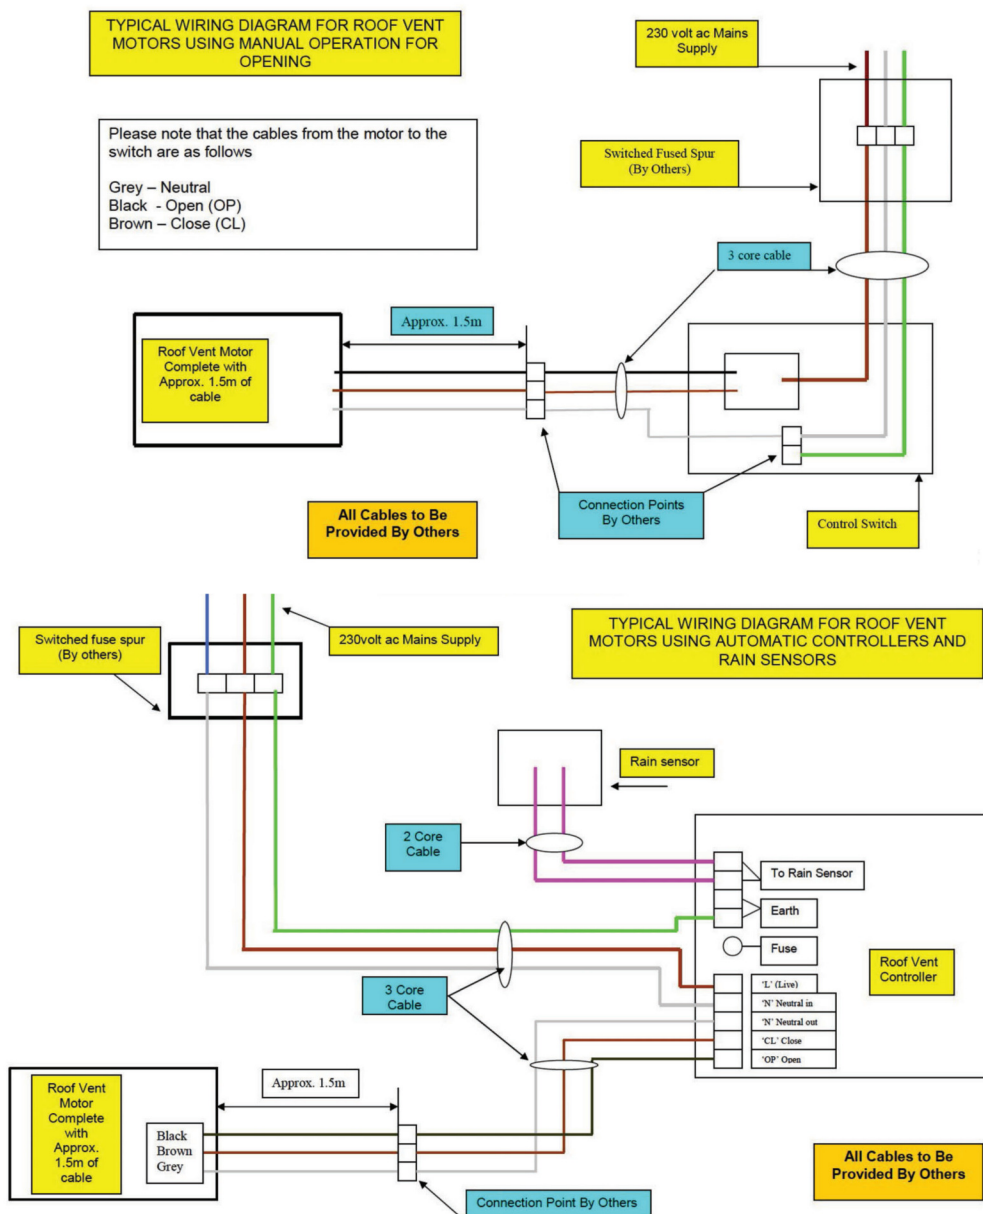 TYPICAL WIRING DIAGRAM FOR ROOF VENT
MOTORS USING MANUAL OPERATION FOR
OPENING
230 volt ac Mains
Supply
Please note that the cables from the motor to the
switch are as follows
Grey – Neutral
Black - Open (OP)
Brown – Close (CL)
Switched Fused Spur
(By Others)
3 core cable
Approx. 1.5m
Roof Vent Motor
Complete with
Approx. 1.5m of
cable
All Cables to Be
Provided By Others
Connection Points
By Others
Control Switch
Switched fuse spur
(By others)
230volt ac Mains Supply
TYPICAL WIRING DIAGRAM FOR ROOF VENT
MOTORS USING AUTOMATIC CONTROLLERS AND
RAIN SENSORS
Rain sensor
2 Core
Cable
To Rain Sensor
Earth
Fuse
Roof Vent
Controller
3 Core
Cable
'L' (Live)
'N' Neutral in
'N' Neutral out
'CL' Close
'OP' Open
Roof Vent
Motor
Complete
with
Approx.
1.5m of
cable
Approx. 1.5m
Black
Brown
Grey
Connection Point By Others
All Cables to Be
Provided By Others